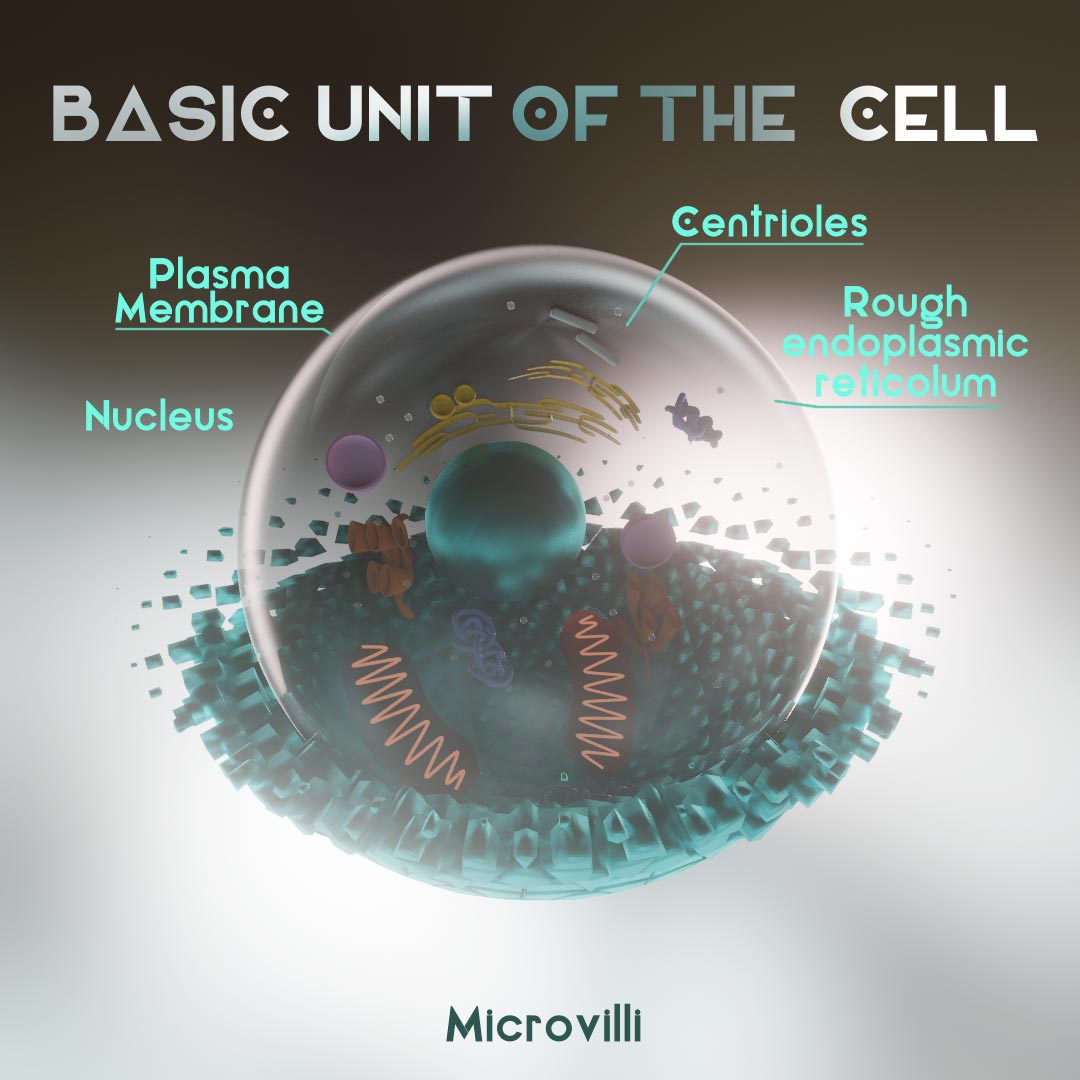 BASIC UNIT OF THE CELL
Centrioles
Plasma
Membrane
Rough
endoplasmic
reticolum
Nucleus
Microvilli